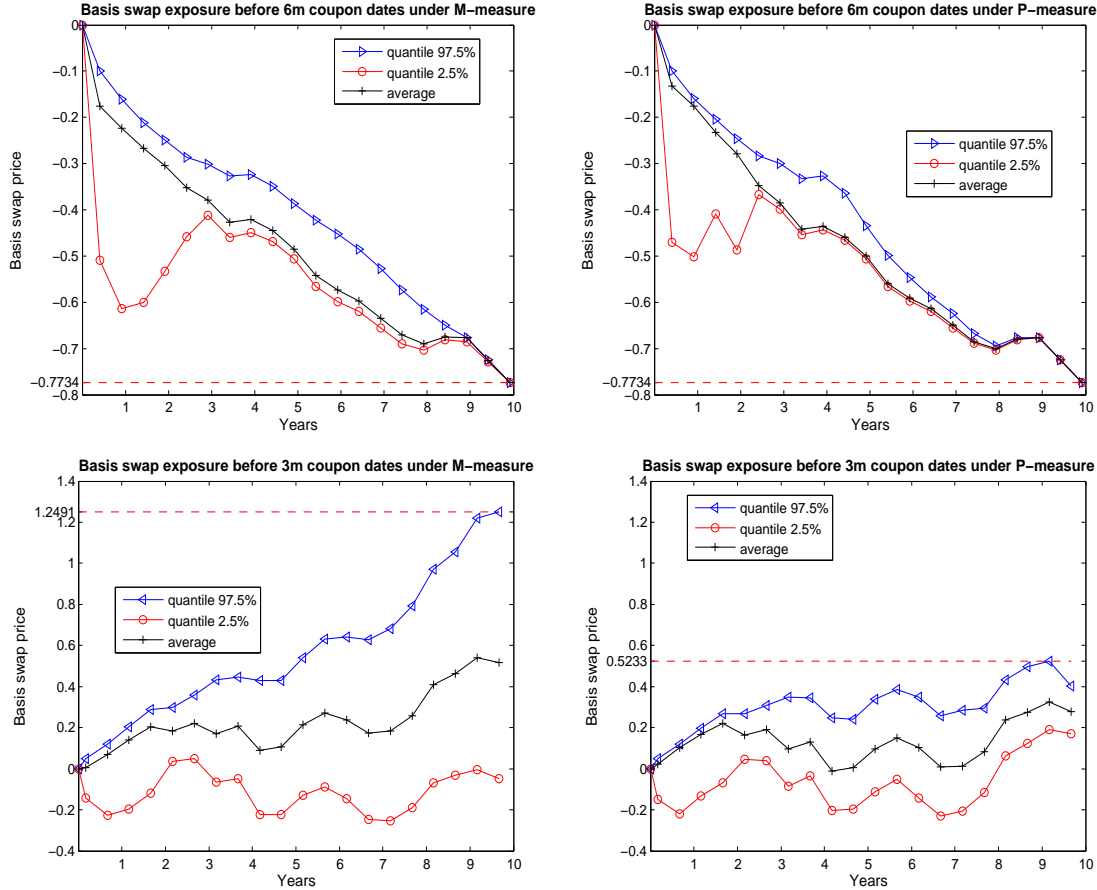 Basis swap exposure before 6m coupon dates under M−measure
0
−0.1
−0.2
−0.3
−0.4
−0.5
−0.6
−0.7
−0.7734
−0.8
Basis swap price
quantile 97.5%
quantile 2.5%
average
1 2 3 4 5 6 7 8 9 10
Years
Basis swap exposure before 6m coupon dates under P−measure
0
−0.1
−0.2
−0.3
−0.4
−0.5
−0.6
−0.7
−0.7734
−0.8
Basis swap price
quantile 97.5%
quantile 2.5%
average
1 2 3 4 5 6 7 8 9 10
Years
Basis swap exposure before 3m coupon dates under M−measure
1.4
1.2491
1.2
1
0.8
0.6
0.4
0.2
0
−0.2
−0.4
Basis swap price
quantile 97.5%
quantile 2.5%
average
1 2 3 4 5 6 7 8 9 10
Years
Basis swap exposure before 3m coupon dates under P−measure
1.4
1.2
1
0.8
0.6
0.5233
0.4
0.2
0
−0.2
−0.4
Basis swap price
quantile 97.5%
quantile 2.5%
average
1 2 3 4 5 6 7 8 9 10
Years